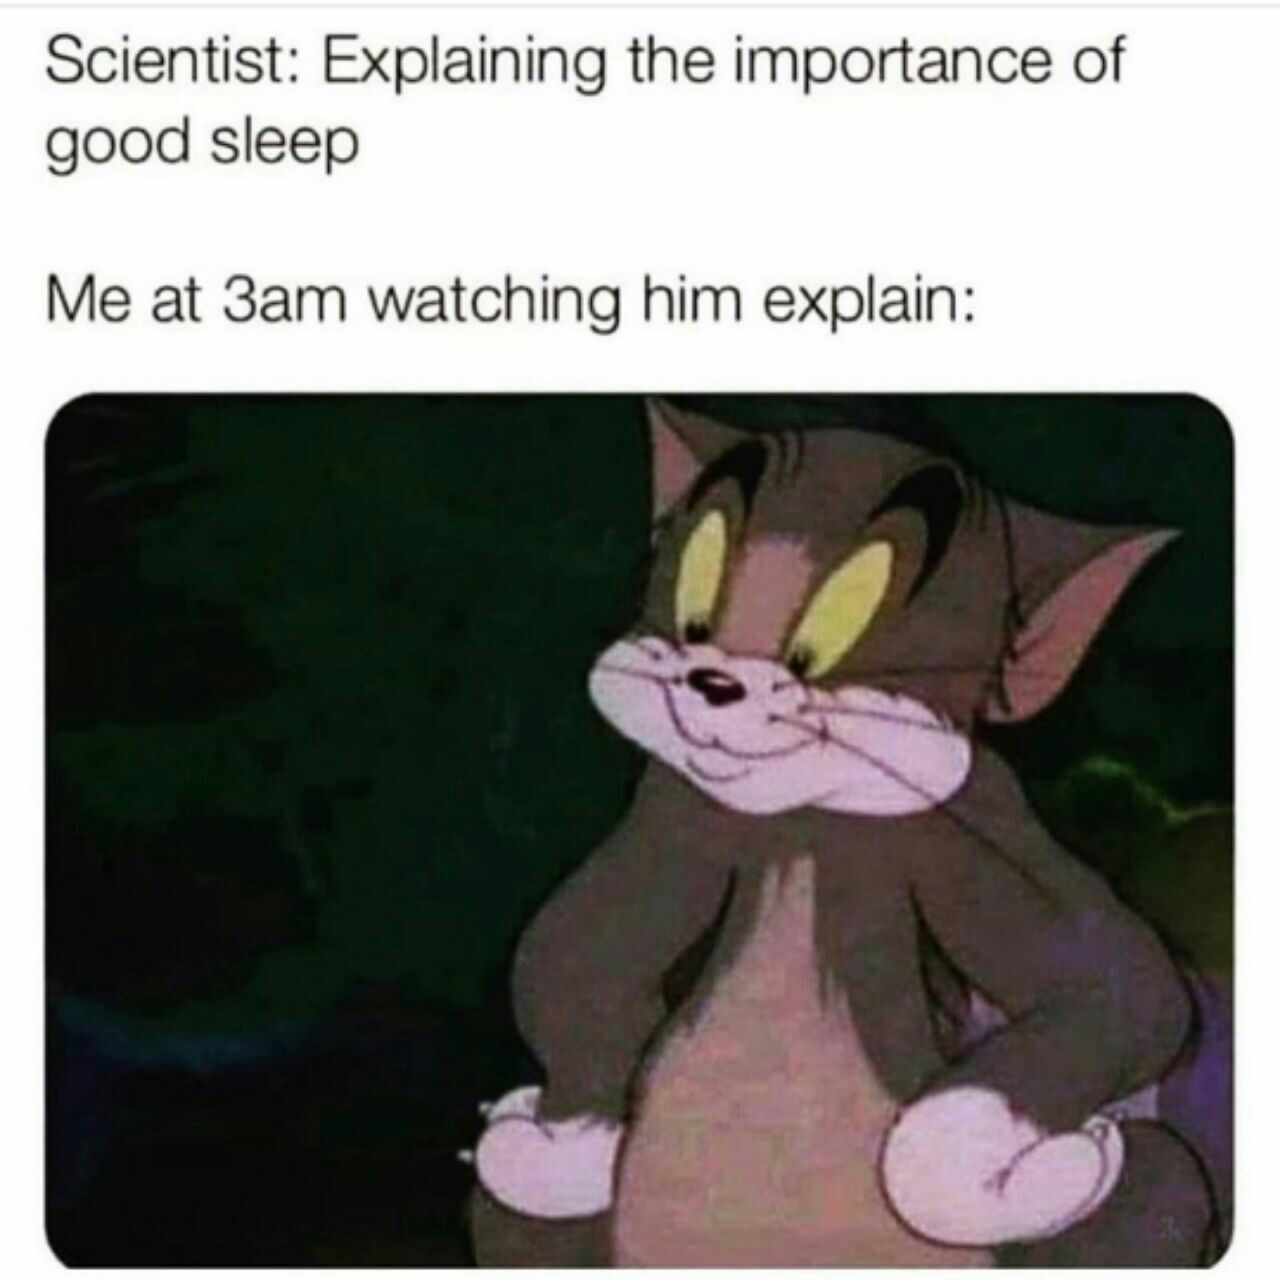 Scientist: Explaining the importance of
good sleep
Me at 3am watching him explain: